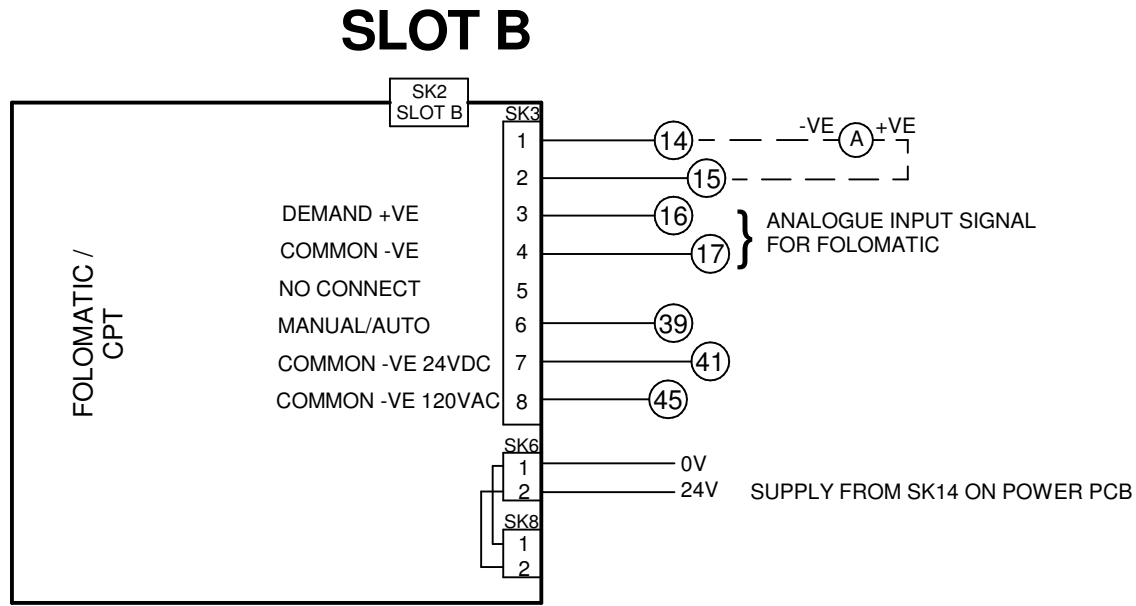 SLOT B
SK2
SLOT B
SK3
1 14 -VE A +VE
2 15
DEMAND +VE 3 16
COMMON -VE 4 17
} ANALOGUE INPUT SIGNAL
FOR FOLOMATIC
NO CONNECT 5
MANUAL/AUTO 6 39
COMMON -VE 24VDC 7 41
COMMON -VE 120VAC 8 45
FOLOMATIC /
CPT
SK6
1 0V
2 24V SUPPLY FROM SK14 ON POWER PCB
SK8
1
2